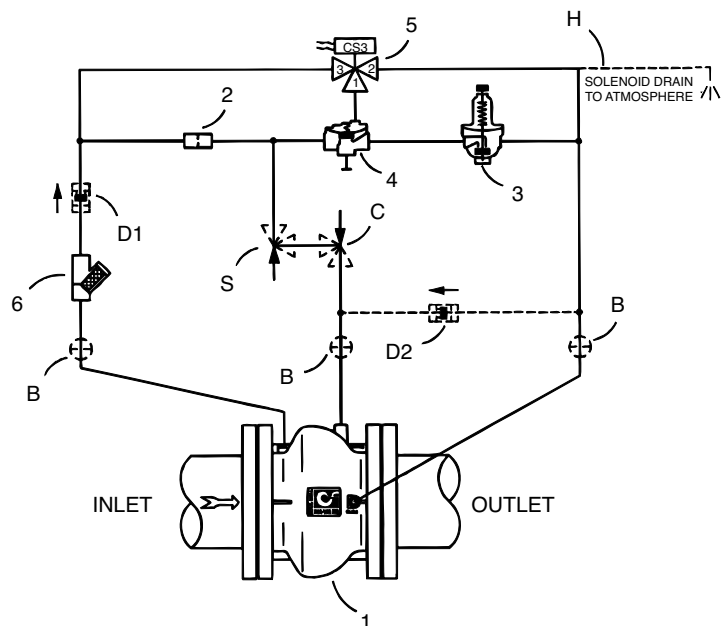 5
H
CS3
3
2
1
SOLENOID DRAIN
TO ATMOSPHERE
2
4
3
D1
C
S
6
B
B
D2
B
INLET
OUTLET
1